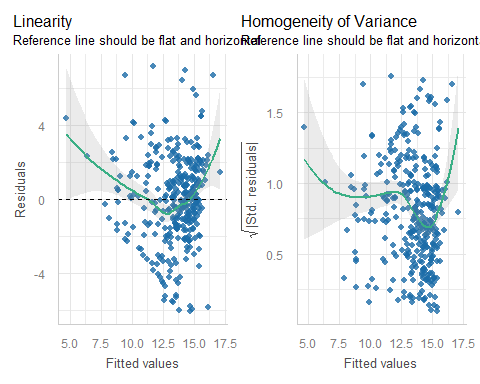 Linearity
Reference line should be flat and horizontal
Homogeneity of Variance
Reference line should be flat and horizont
Residuals
4
0
-4
5.0 7.5 10.0 12.5 15.0 17.5
Fitted values
√|Std. residuals|
1.5
1.0
0.5
5.0 7.5 10.0 12.5 15.0 17.5
Fitted values